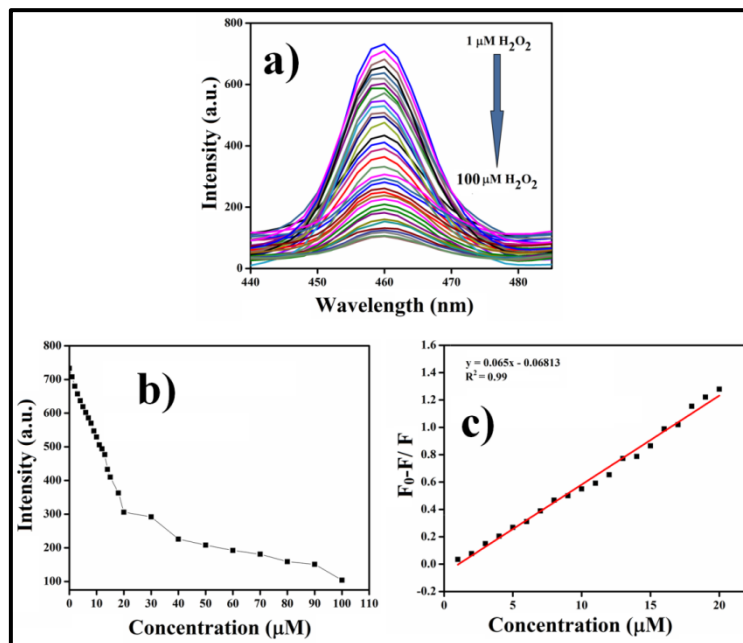 a)
1 µM H₂O₂
100 µM H₂O₂
Intensity (a.u.)
800
600
400
200
0
440 450 460 470 480
Wavelength (nm)
b)
Intensity (a.u.)
800
700
600
500
400
300
200
100
0 10 20 30 40 50 60 70 80 90 100 110
Concentration (µM)
c)
y = 0.065x - 0.06813
R² = 0.99
F₀-F/ F
1.6
1.4
1.2
1.0
0.8
0.6
0.4
0.2
0.0
-0.2
0 5 10 15 20
Concentration (µM)